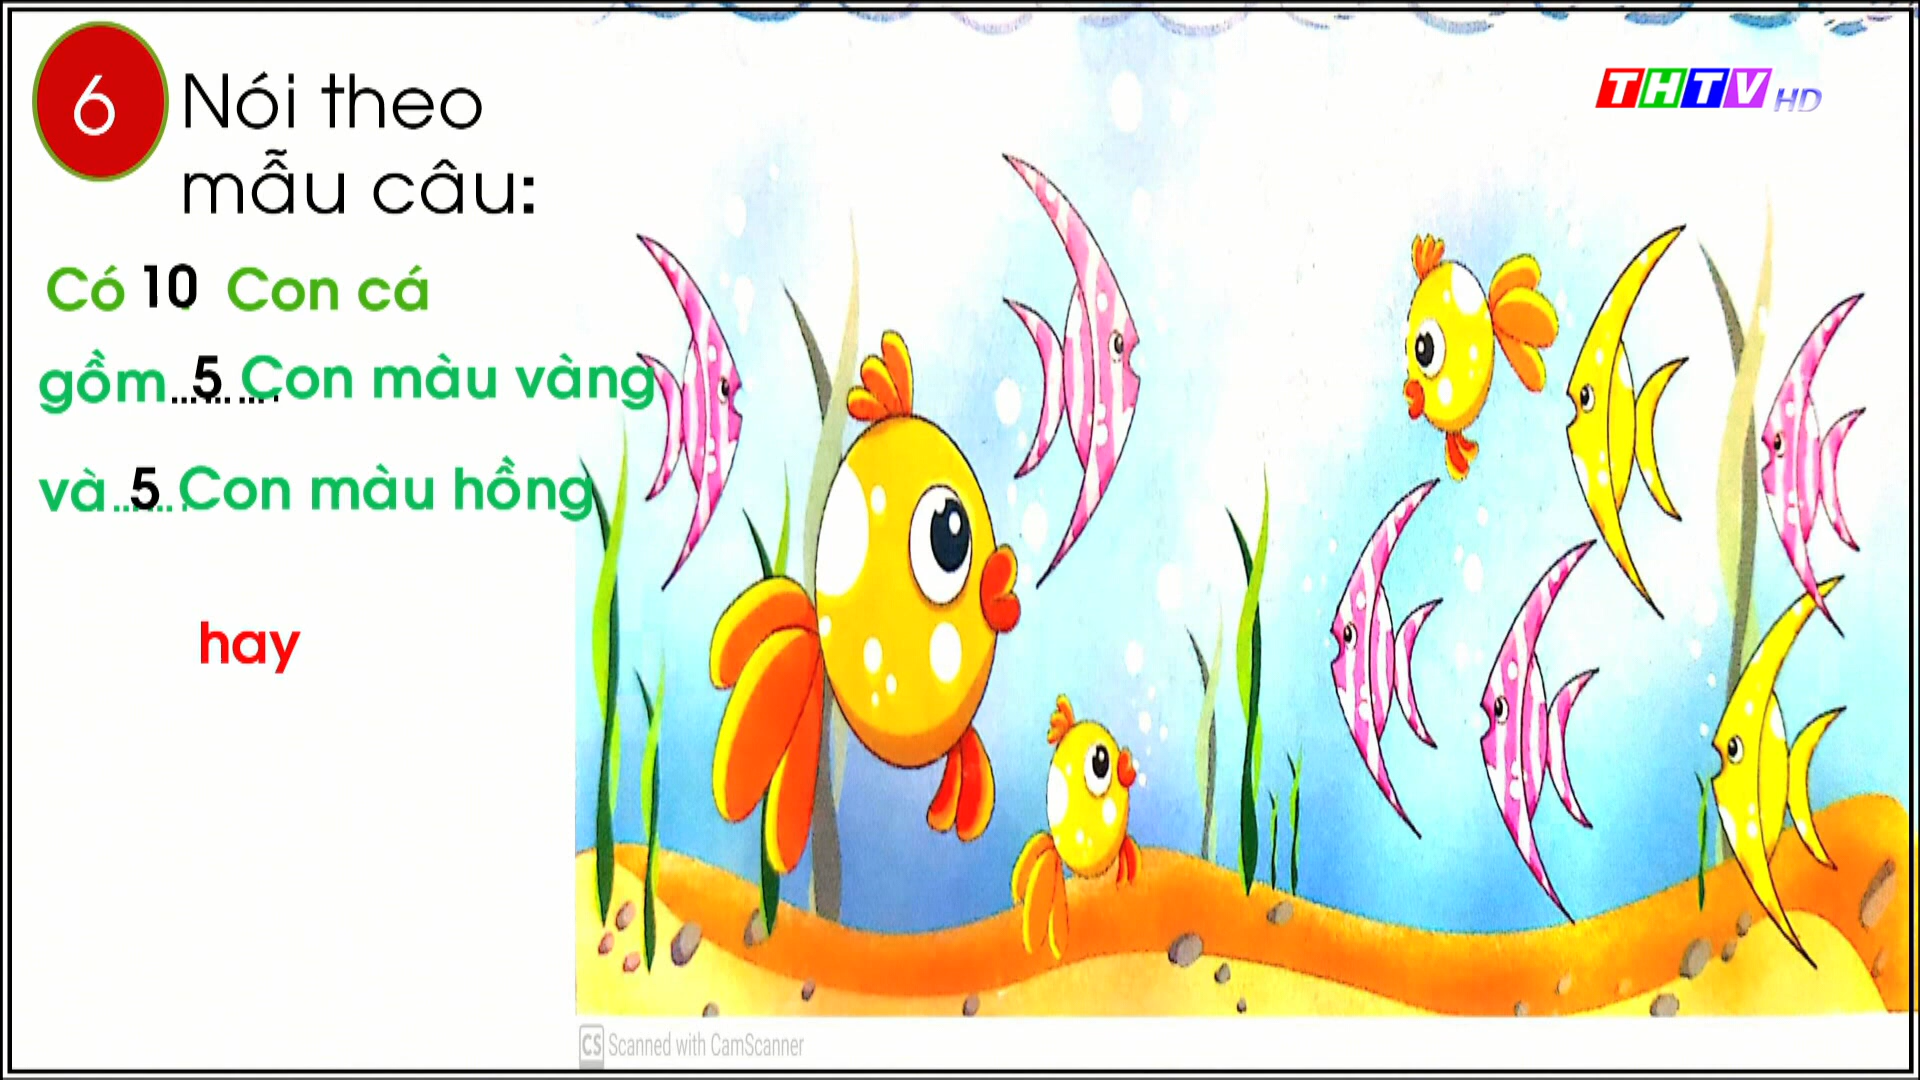 6
Nói theo
mẫu câu:
THTV HD
Có 10 Con cá
gồm...5...Con màu vàng
và...5...Con màu hồng
hay
CS Scanned with CamScanner